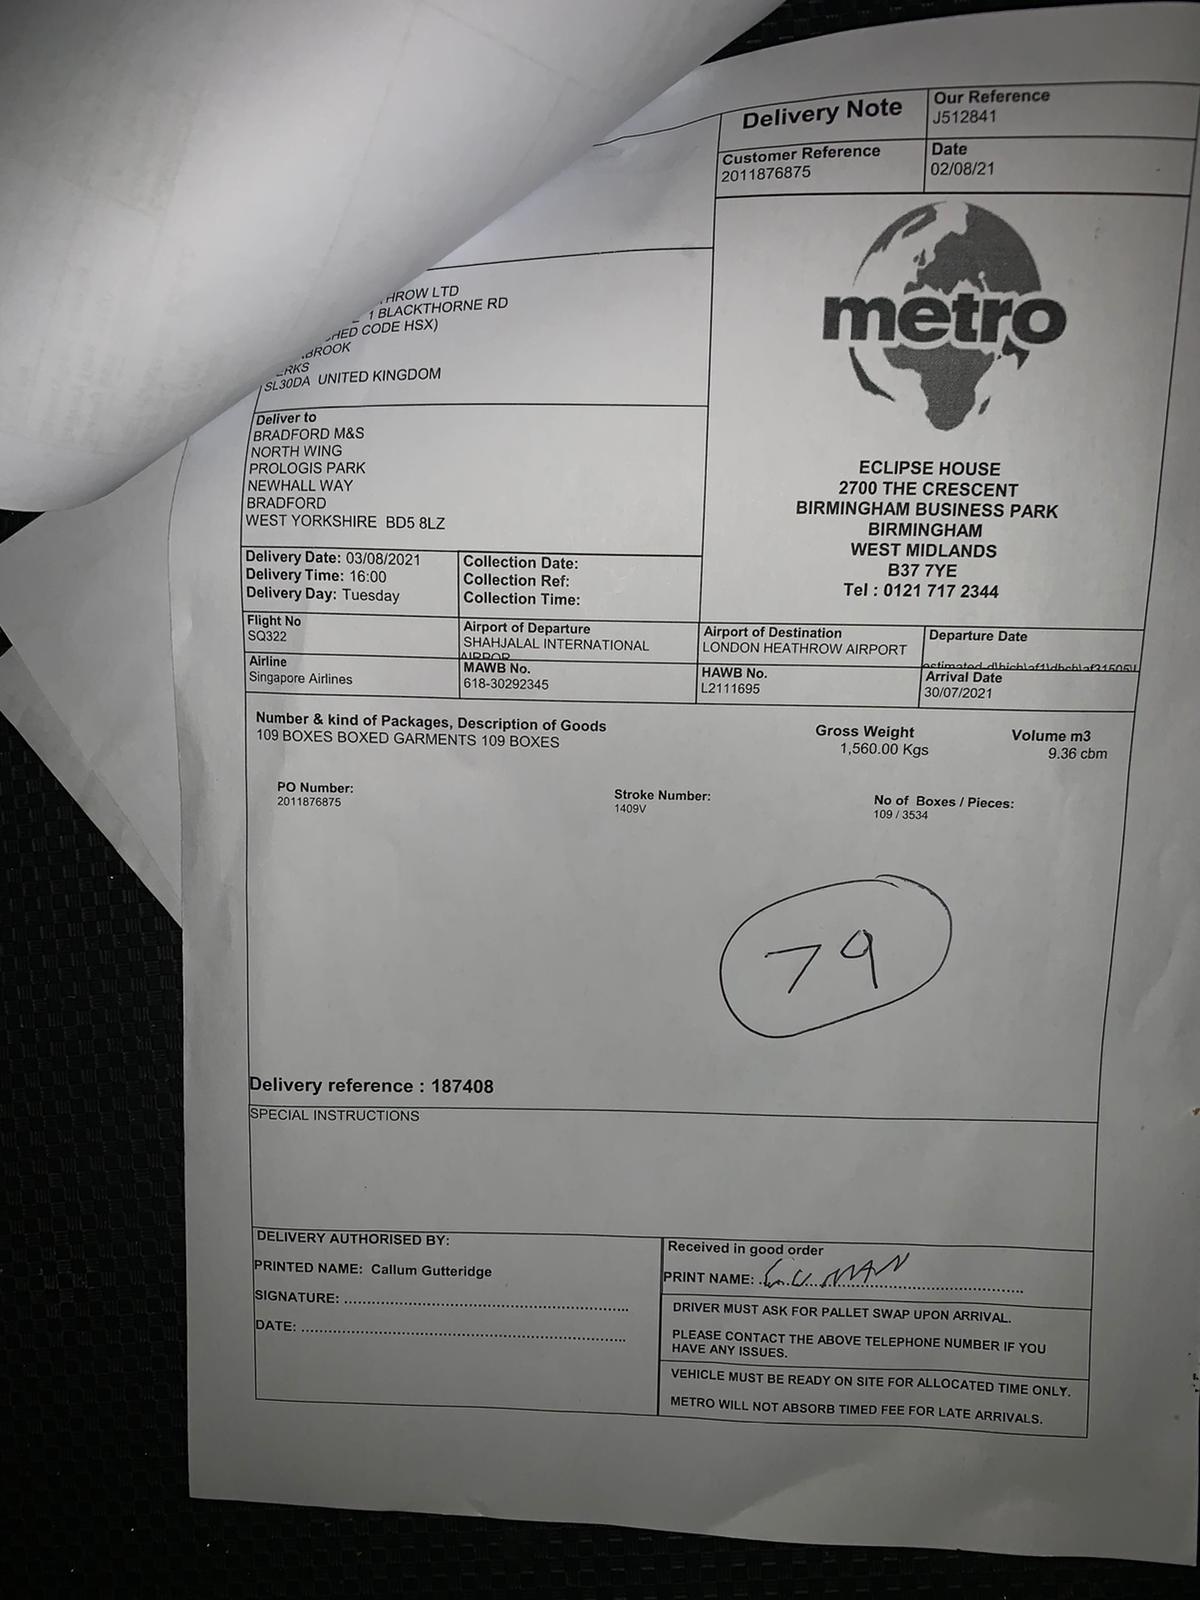 Delivery Note
Our Reference
J512841
Customer Reference
2011876875
Date
02/08/21
metro
ECLIPSE HOUSE
2700 THE CRESCENT
BIRMINGHAM BUSINESS PARK
BIRMINGHAM
WEST MIDLANDS
B37 7YE
Tel : 0121 717 2344
HROW LTD
1 BLACKTHORNE RD
HED CODE HSX)
BROOK
ERKS
SL30DA UNITED KINGDOM
Deliver to
BRADFORD M&S
NORTH WING
PROLOGIS PARK
NEWHALL WAY
BRADFORD
WEST YORKSHIRE BD5 8LZ
Delivery Date: 03/08/2021
Delivery Time: 16:00
Delivery Day: Tuesday
Collection Date:
Collection Ref:
Collection Time:
Flight No
SQ322
Airport of Departure
SHAHJALAL INTERNATIONAL
AIRPOR
Airport of Destination
LONDON HEATHROW AIRPORT
Departure Date
Airline
Singapore Airlines
MAWB No.
618-30292345
HAWB No.
L2111695
Arrival Date
30/07/2021
Number & kind of Packages, Description of Goods
109 BOXES BOXED GARMENTS 109 BOXES
Gross Weight
1,560.00 Kgs
Volume m3
9.36 cbm
PO Number:
2011876875
Stroke Number:
1409V
No of Boxes / Pieces:
109 / 3534
79
Delivery reference : 187408
SPECIAL INSTRUCTIONS
DELIVERY AUTHORISED BY:
PRINTED NAME: Callum Gutteridge
SIGNATURE:
DATE:
Received in good order
PRINT NAME:
DRIVER MUST ASK FOR PALLET SWAP UPON ARRIVAL.
PLEASE CONTACT THE ABOVE TELEPHONE NUMBER IF YOU
HAVE ANY ISSUES.
VEHICLE MUST BE READY ON SITE FOR ALLOCATED TIME ONLY.
METRO WILL NOT ABSORB TIMED FEE FOR LATE ARRIVALS.